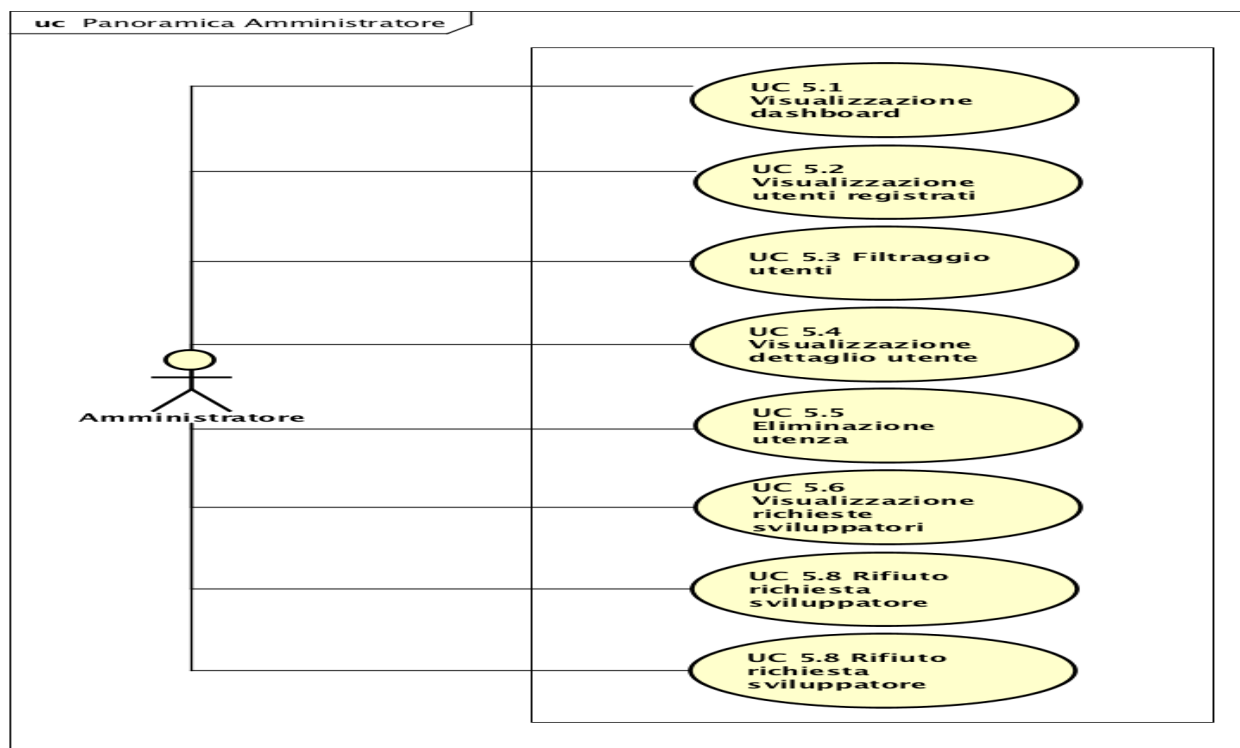 uc Panoramica Amministratore
UC 5.1
Visualizzazione
dashboard
UC 5.2
Visualizzazione
utenti registrati
UC 5.3 Filtraggio
utenti
UC 5.4
Visualizzazione
dettaglio utente
Amministratore
UC 5.5
Eliminazione
utenza
UC 5.6
Visualizzazione
richieste
sviluppatori
UC 5.8 Rifiuto
richiesta
sviluppatore
UC 5.8 Rifiuto
richiesta
sviluppatore